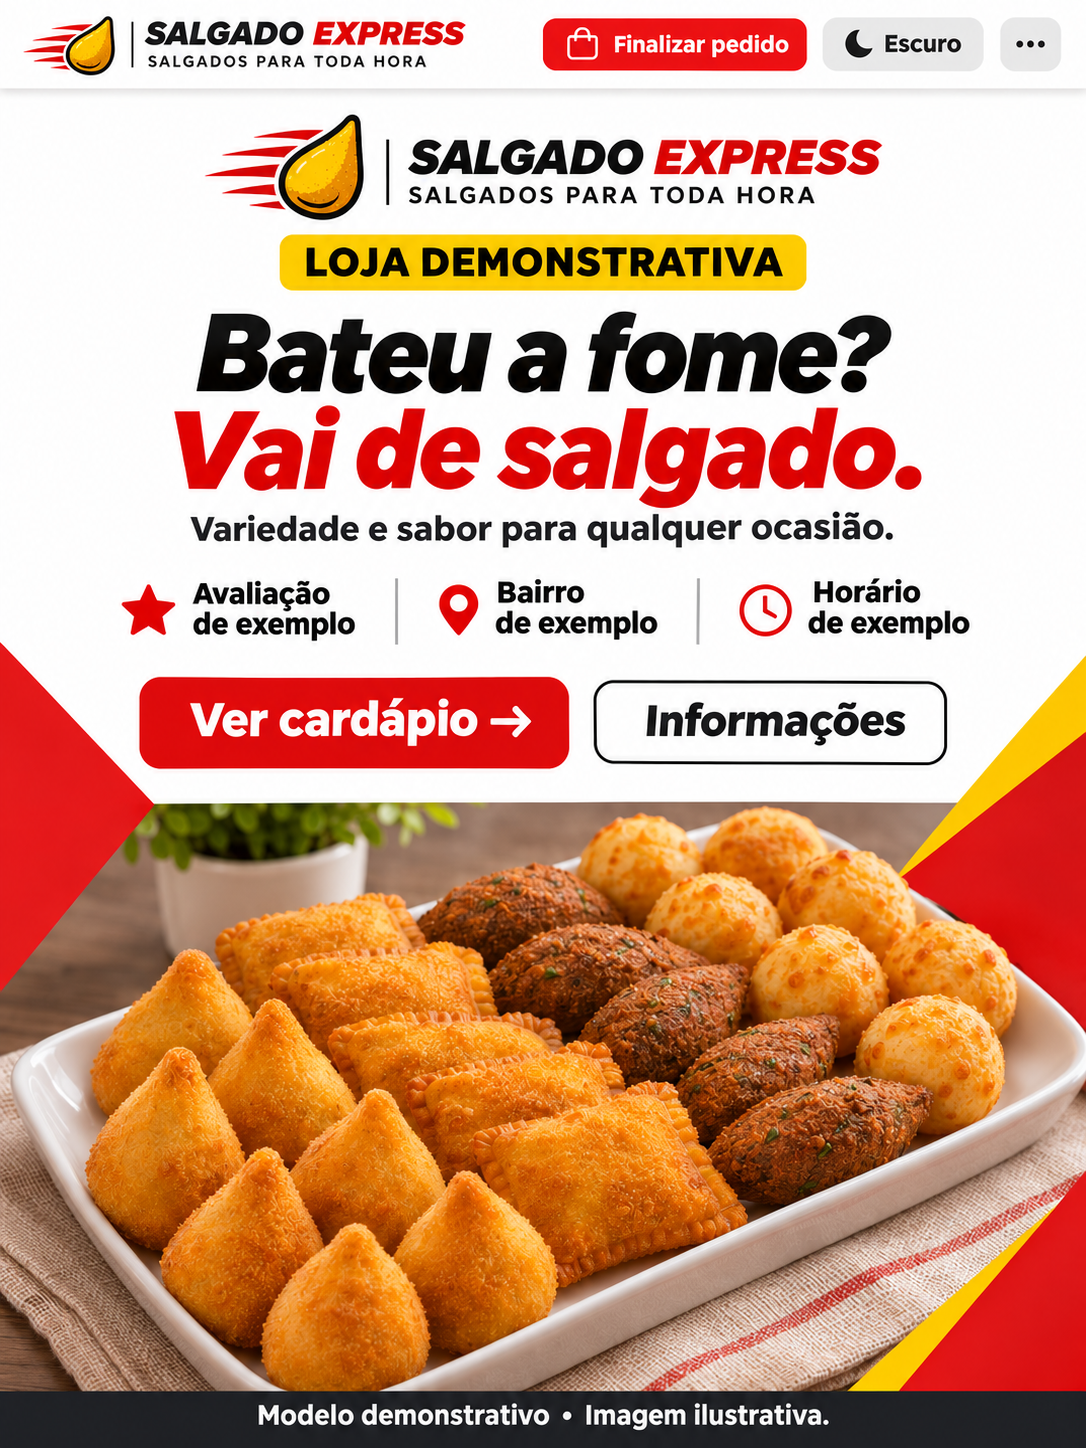 SALGADO EXPRESS
SALGADOS PARA TODA HORA
Finalizar pedido
Escuro
SALGADO EXPRESS
SALGADOS PARA TODA HORA
LOJA DEMONSTRATIVA
Bateu a fome?
Vai de salgado.
Variedade e sabor para qualquer ocasião.
Avaliação
de exemplo
Bairro
de exemplo
Horário
de exemplo
Ver cardápio →
Informações
Modelo demonstrativo • Imagem ilustrativa.